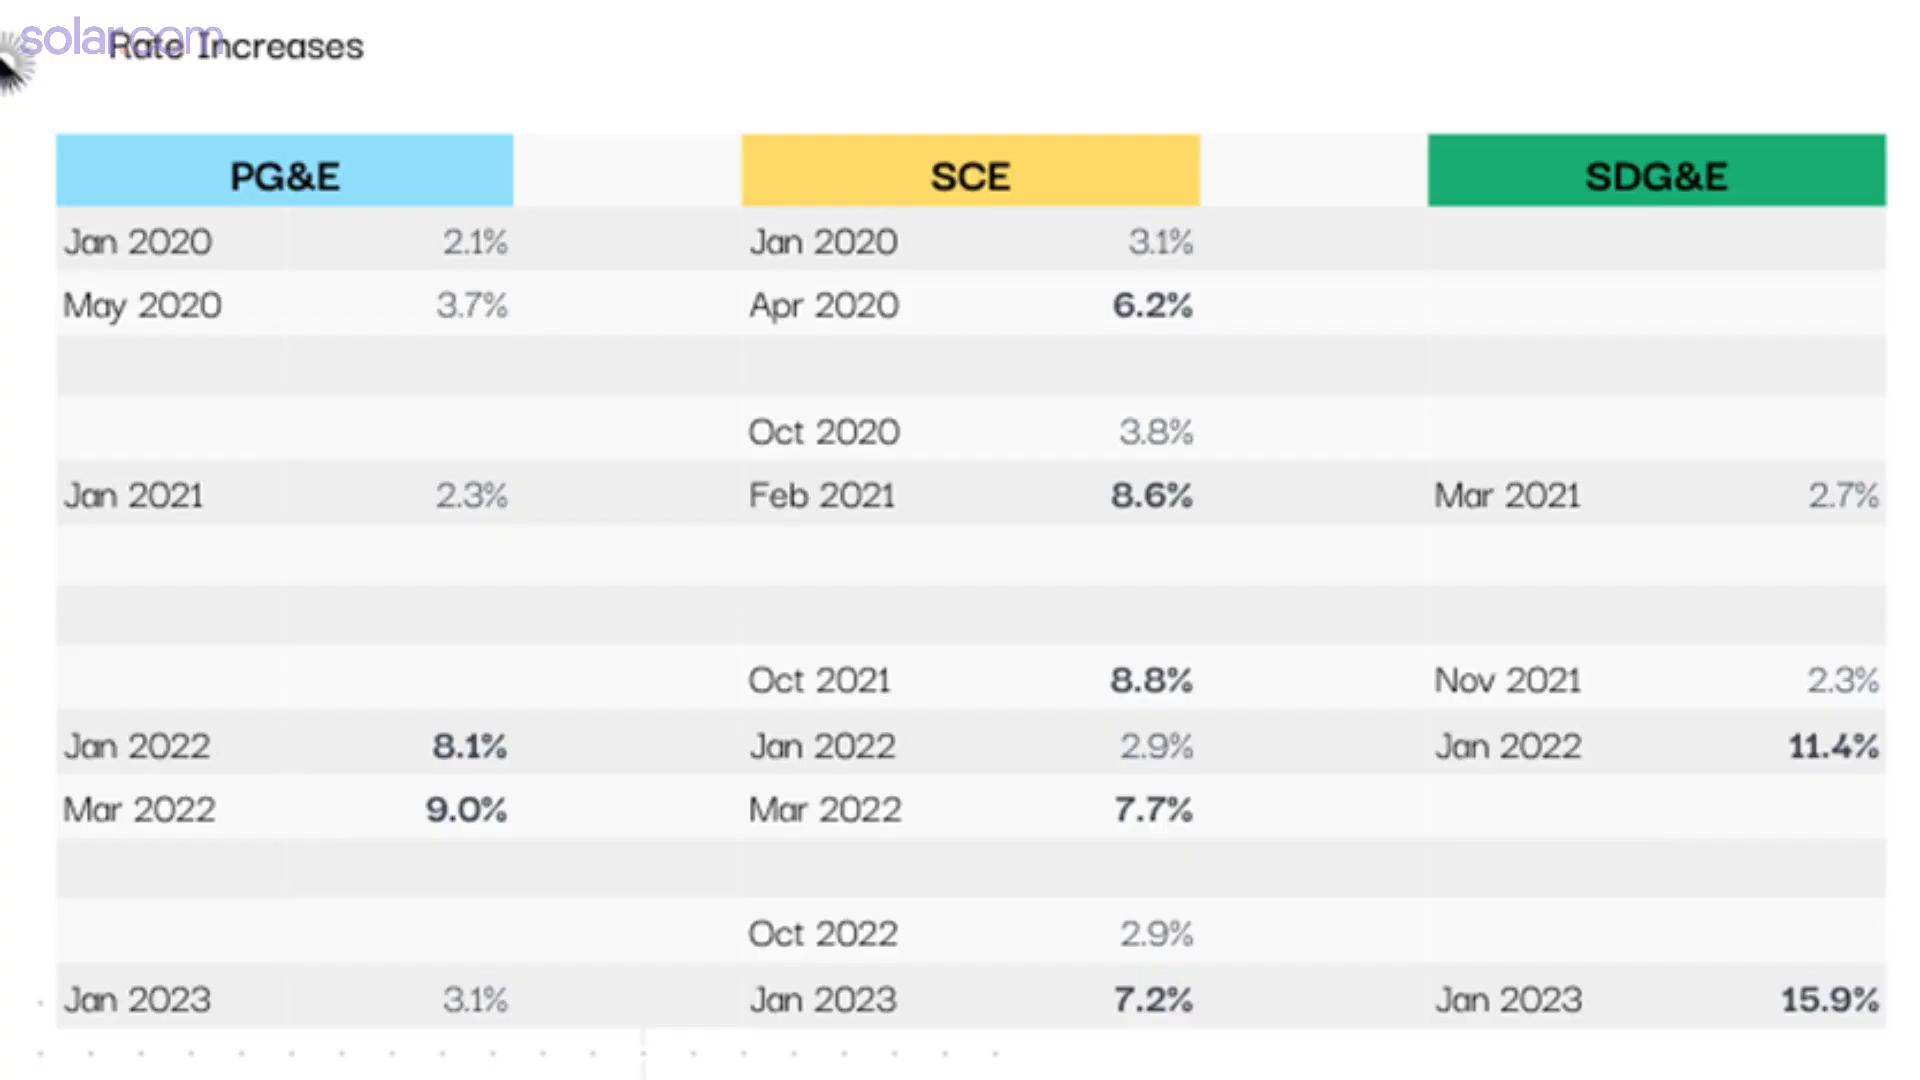 solar.com
Rate Increases
PG&E SCE SDG&E
Jan 2020 2.1% Jan 2020 3.1%
May 2020 3.7% Apr 2020 6.2%
Oct 2020 3.8%
Jan 2021 2.3% Feb 2021 8.6% Mar 2021 2.7%
Oct 2021 8.8% Nov 2021 2.3%
Jan 2022 8.1% Jan 2022 2.9% Jan 2022 11.4%
Mar 2022 9.0% Mar 2022 7.7%
Oct 2022 2.9%
Jan 2023 3.1% Jan 2023 7.2% Jan 2023 15.9%